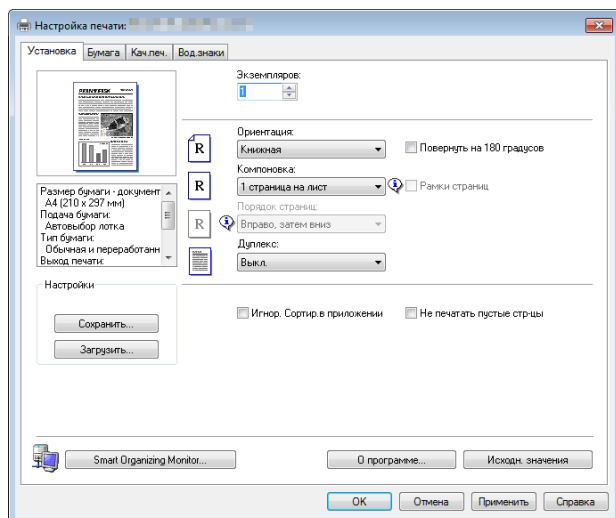 Настройка печати:
Установка Бумага Кач.печ. Вод.знаки
Экземпляров:
1
Ориентация:
R Книжная Повернуть на 180 градусов
Компоновка:
R 1 страница на лист Рамки страниц
Порядок страниц:
R Вправо, затем вниз
Дуплекс:
Выкл.
Размер бумаги - документ
A4 (210 x 297 мм)
Подача бумаги:
Автовыбор лотка
Тип бумаги:
Обычная и переработанн
Выход печати:
Настройки
Сохранить...
Загрузить...
Игнор. Сортир.в приложении Не печатать пустые стр-цы
Smart Organizing Monitor... О программе... Исходн. значения
OK Отмена Применить Справка